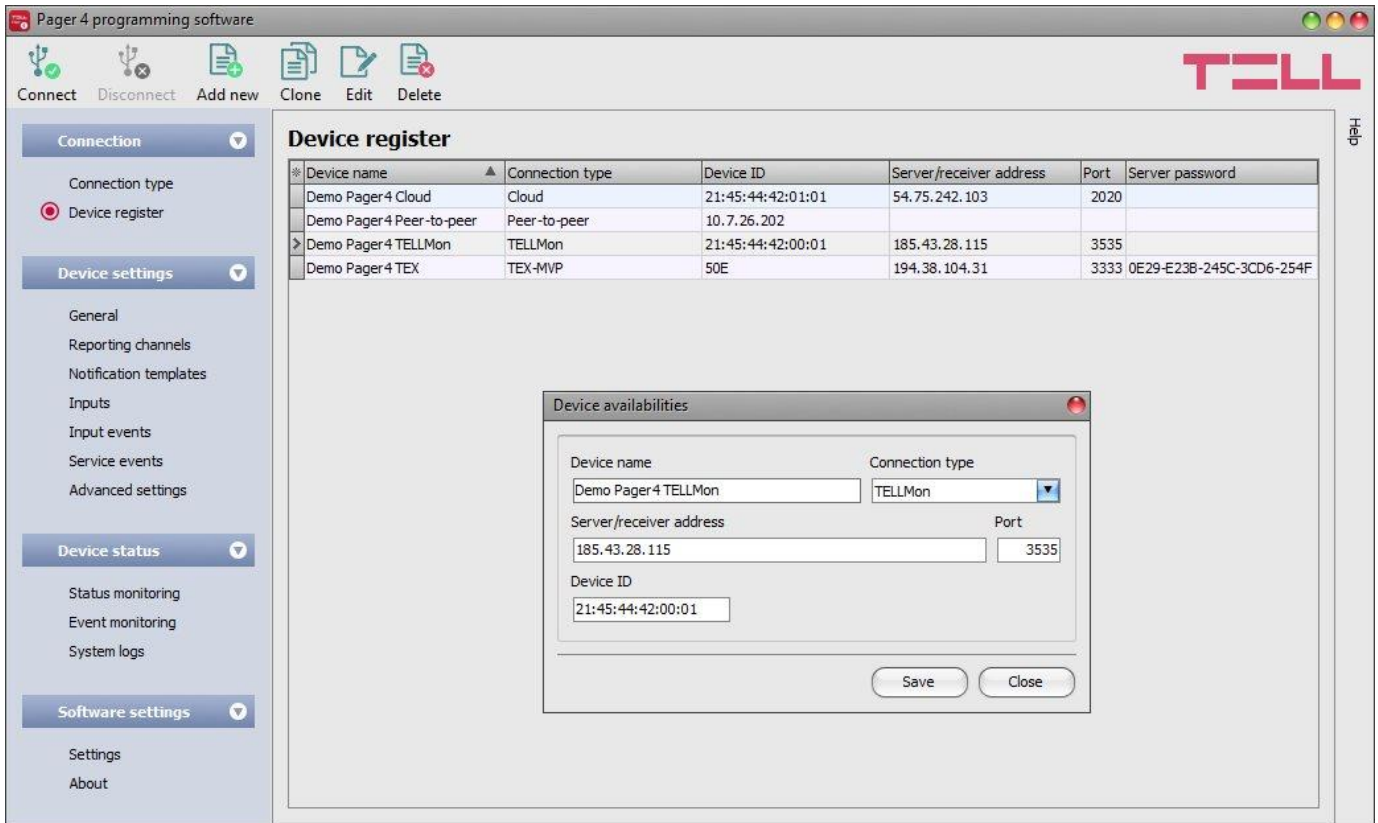 Pager 4 programming software
Connect Disconnect Add new Clone Edit Delete
TELL
Help
Connection
Connection type
Device register
Device settings
General
Reporting channels
Notification templates
Inputs
Input events
Service events
Advanced settings
Device status
Status monitoring
Event monitoring
System logs
Software settings
Settings
About
Device register
Device name Connection type Device ID Server/receiver address Port Server password
Demo Pager4 Cloud Cloud 21:45:44:42:01:01 54.75.242.103 2020
Demo Pager4 Peer-to-peer Peer-to-peer 10.7.26.202
Demo Pager4 TELLMon TELLMon 21:45:44:42:00:01 185.43.28.115 3535
Demo Pager4 TEX TEX-MVP 50E 194.38.104.31 3333 0E29-E23B-245C-3CD6-254F
Device availabilities
Device name Connection type
Demo Pager4 TELLMon TELLMon
Server/receiver address Port
185.43.28.115 3535
Device ID
21:45:44:42:00:01
Save Close